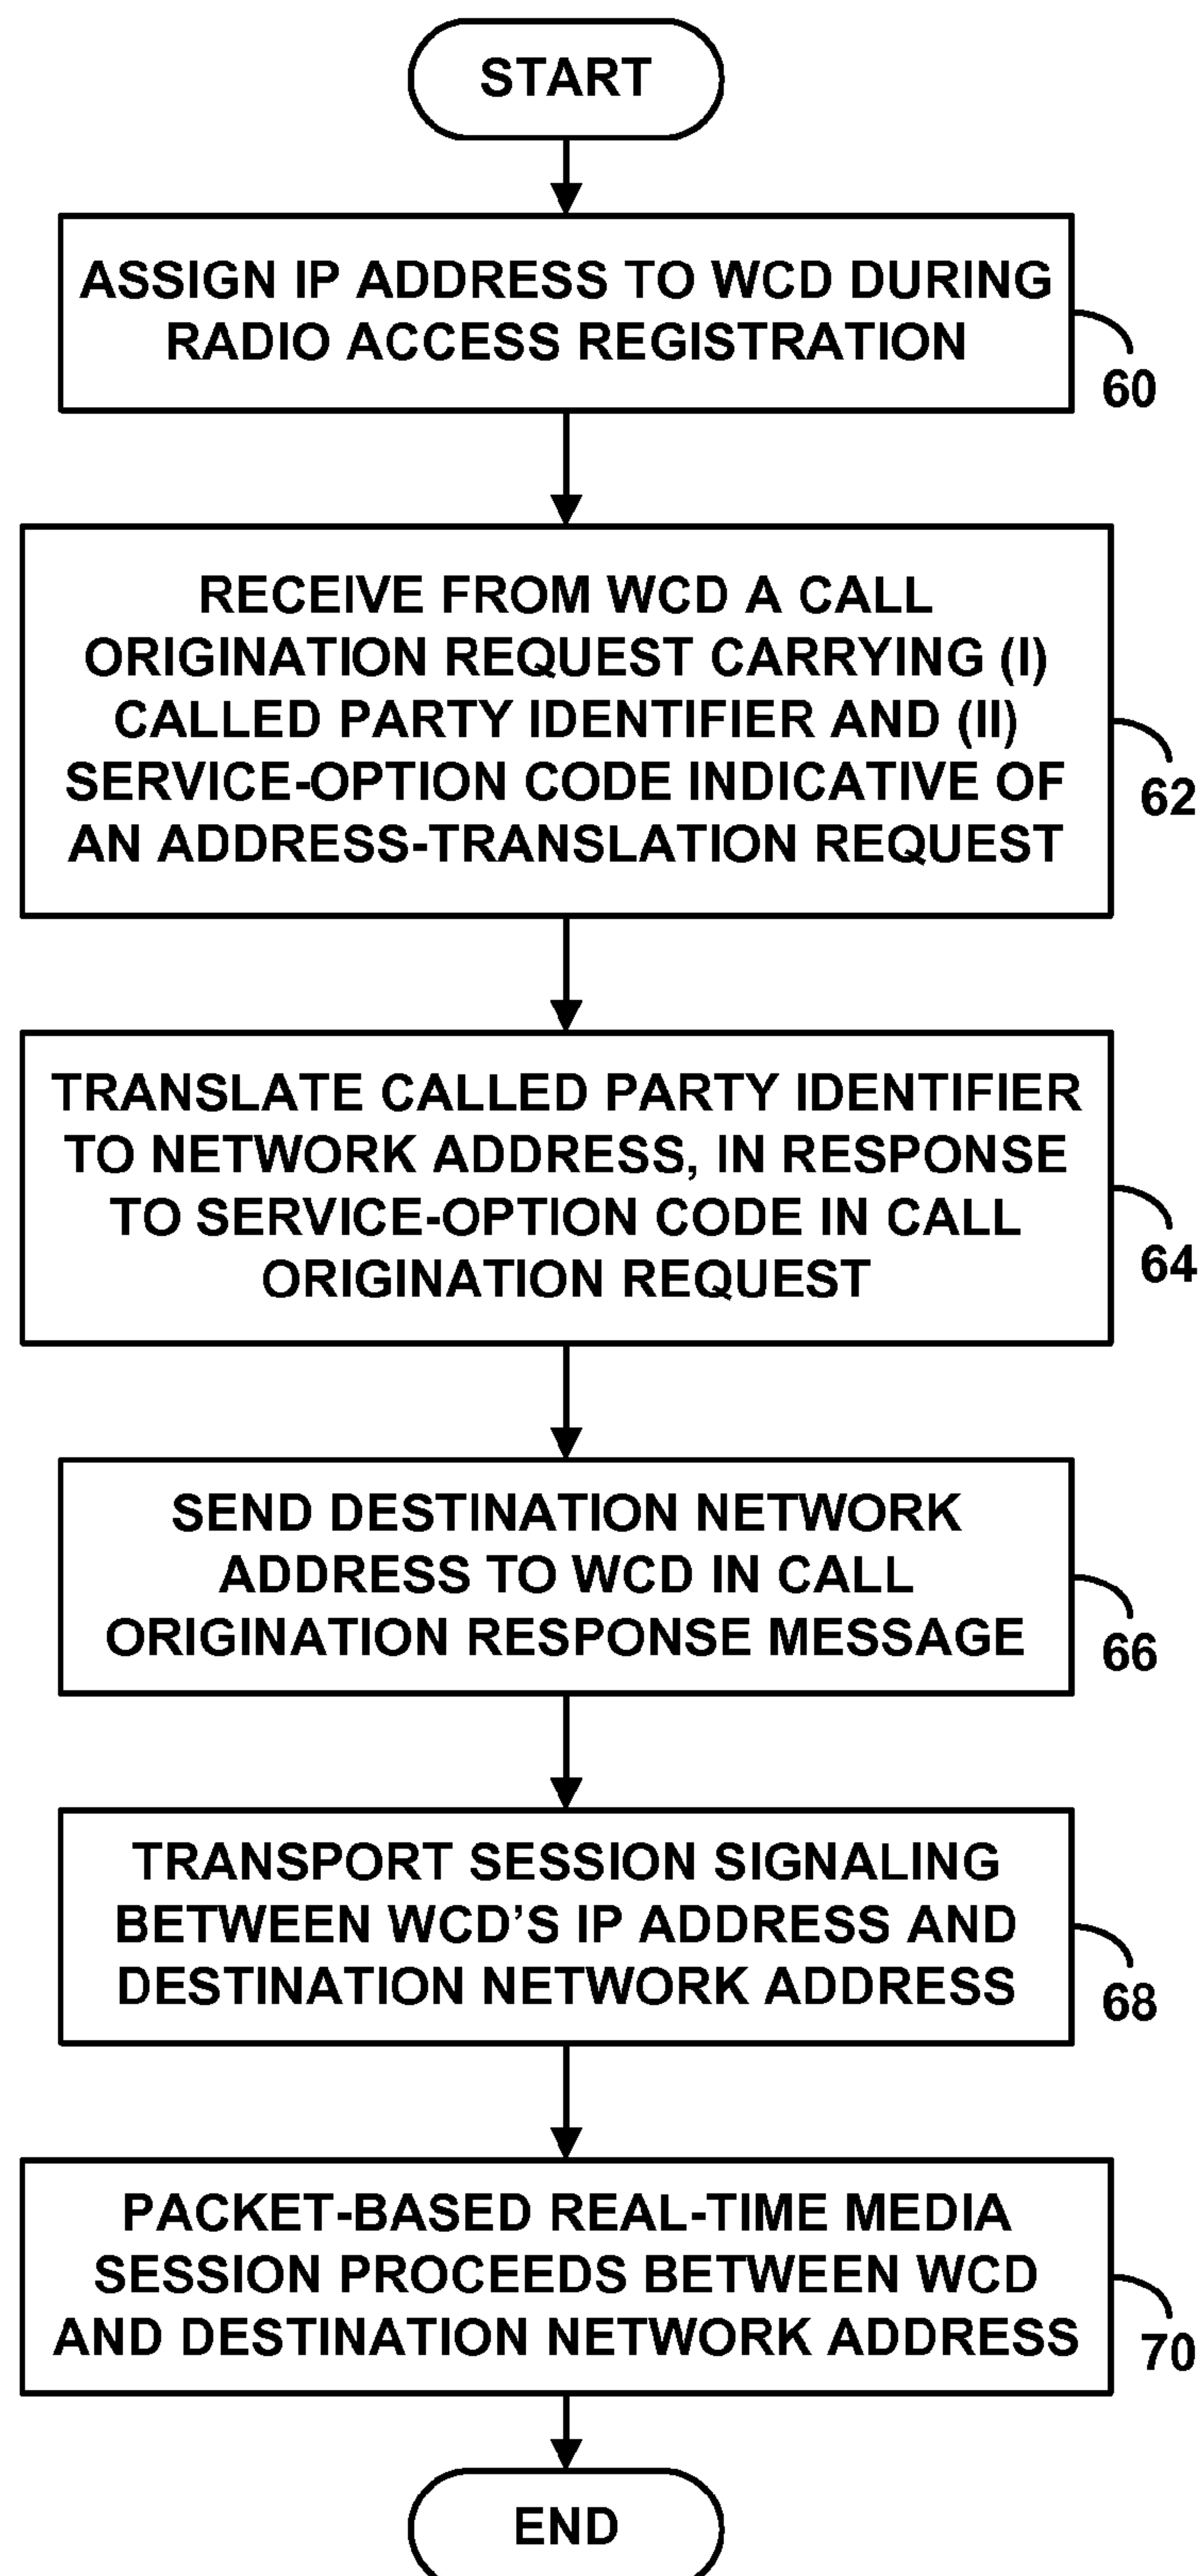 START
ASSIGN IP ADDRESS TO WCD DURING
RADIO ACCESS REGISTRATION
60
RECEIVE FROM WCD A CALL
ORIGINATION REQUEST CARRYING (I)
CALLED PARTY IDENTIFIER AND (II)
SERVICE-OPTION CODE INDICATIVE OF
AN ADDRESS-TRANSLATION REQUEST
62
TRANSLATE CALLED PARTY IDENTIFIER
TO NETWORK ADDRESS, IN RESPONSE
TO SERVICE-OPTION CODE IN CALL
ORIGINATION REQUEST
64
SEND DESTINATION NETWORK
ADDRESS TO WCD IN CALL
ORIGINATION RESPONSE MESSAGE
66
TRANSPORT SESSION SIGNALING
BETWEEN WCD’S IP ADDRESS AND
DESTINATION NETWORK ADDRESS
68
PACKET-BASED REAL-TIME MEDIA
SESSION PROCEEDS BETWEEN WCD
AND DESTINATION NETWORK ADDRESS
70
END